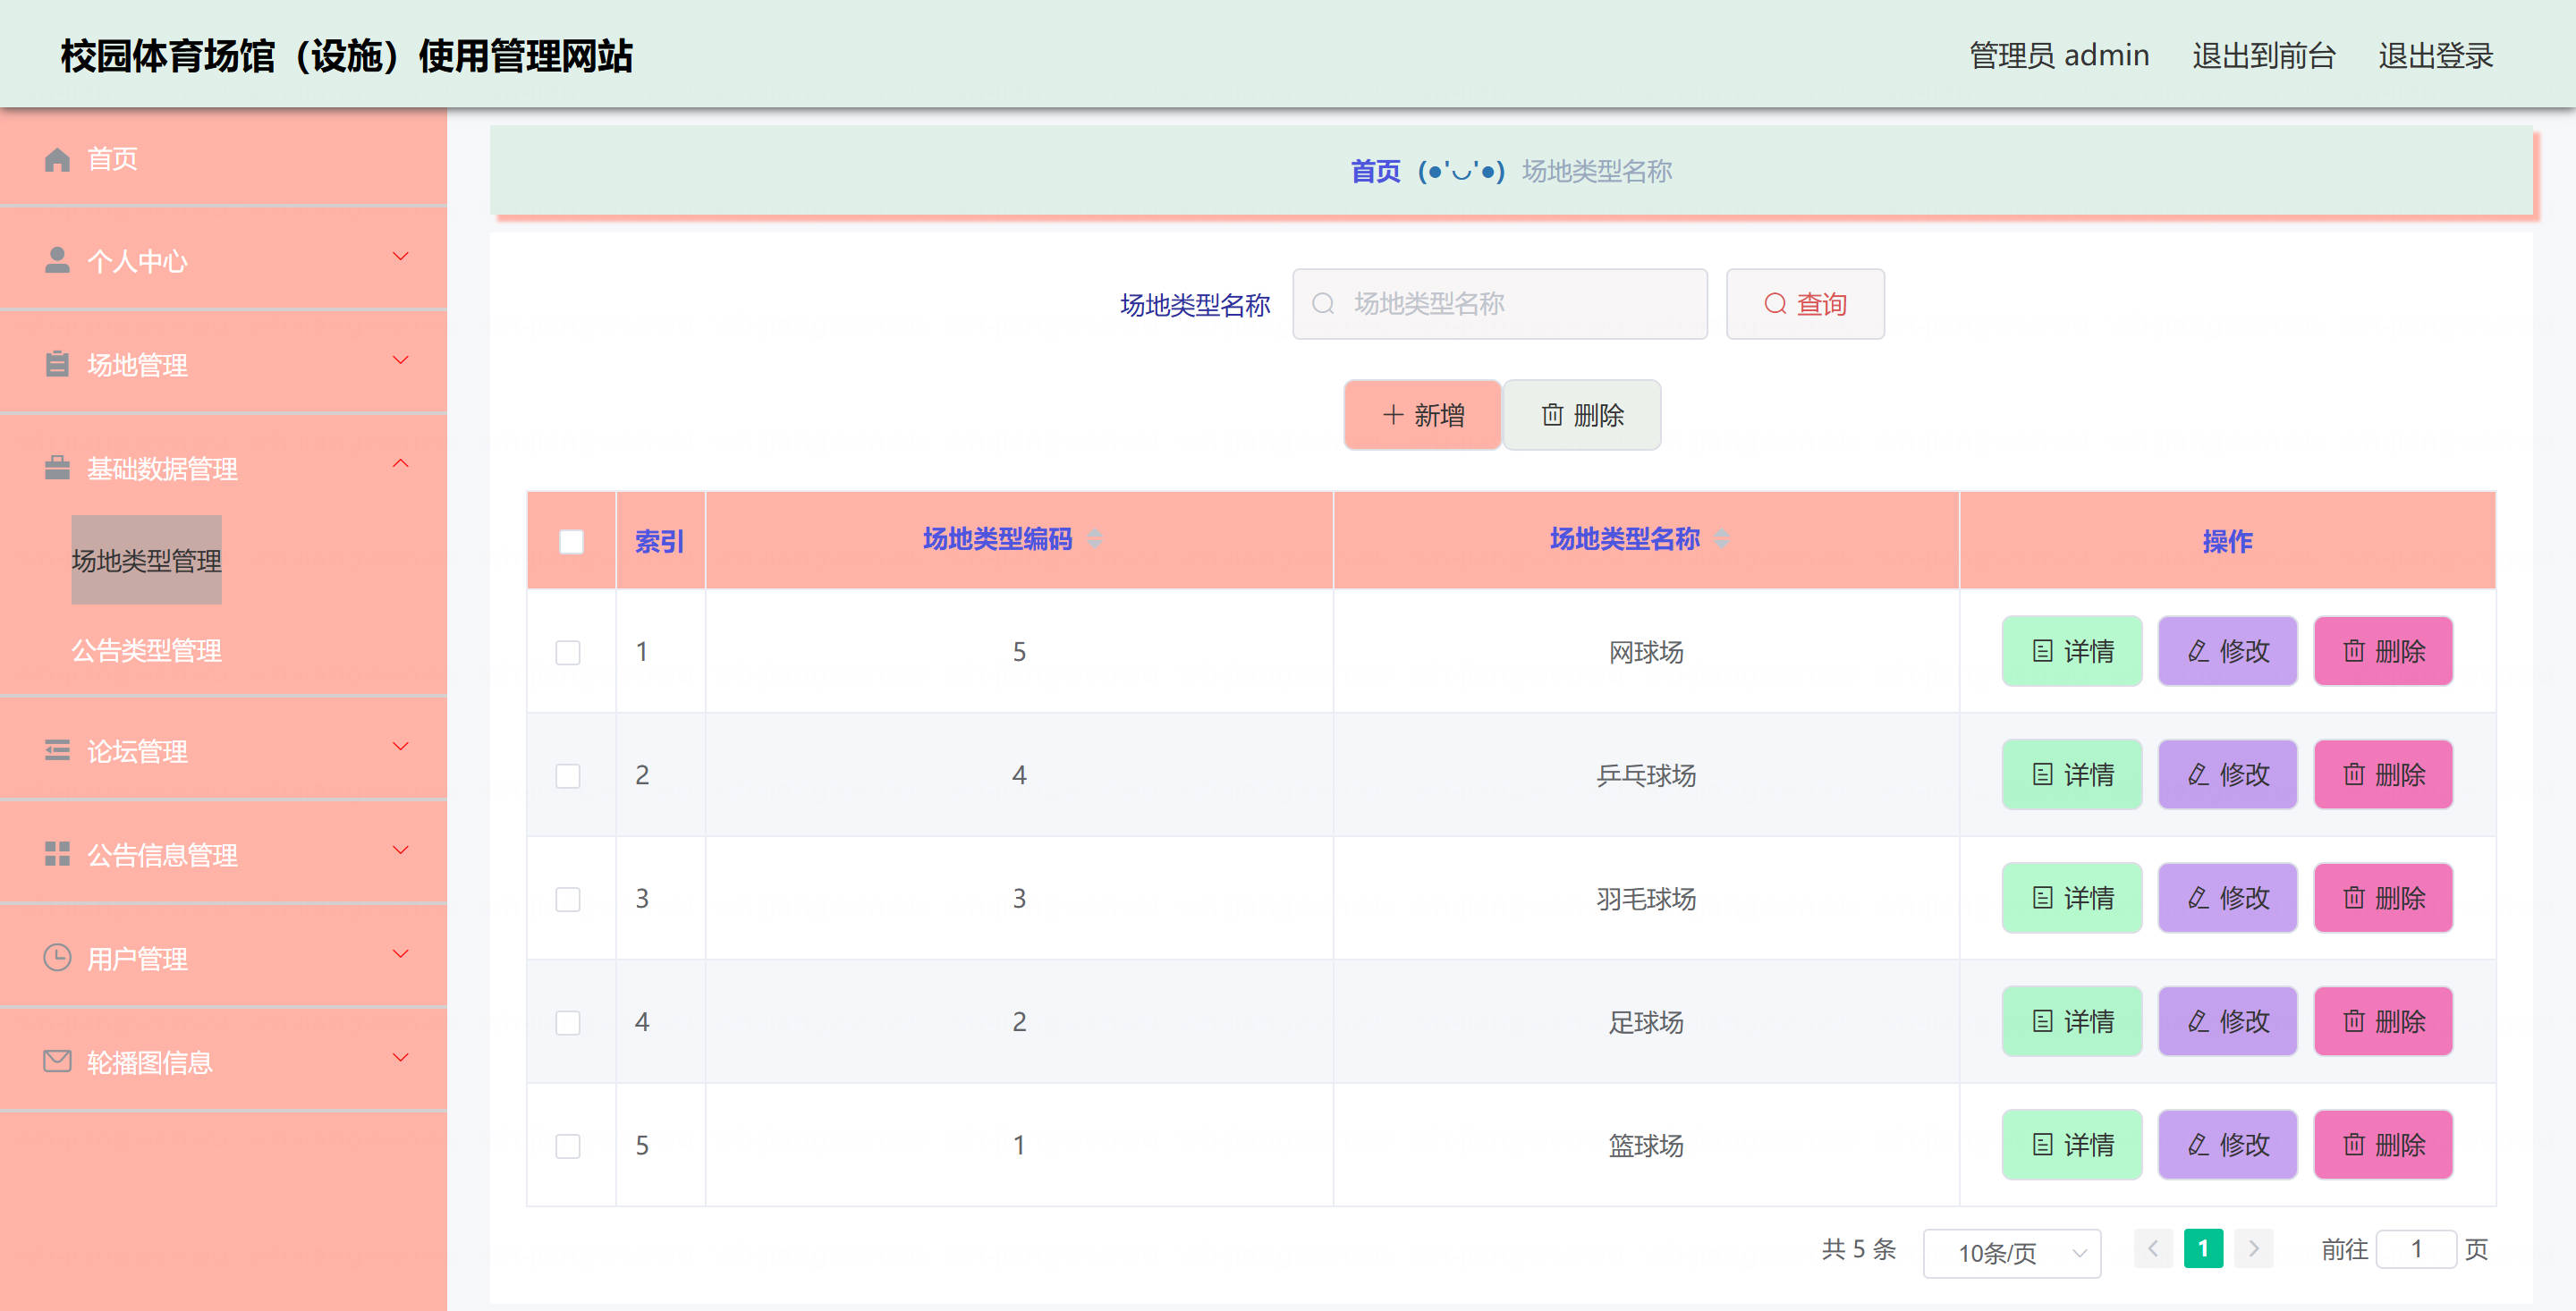 校园体育场馆（设施）使用管理网站
管理员 admin 退出到前台 退出登录
首页
个人中心
场地管理
基础数据管理
场地类型管理
公告类型管理
论坛管理
公告信息管理
用户管理
轮播图信息
首页 (●'◡'●) 场地类型名称
场地类型名称 场地类型名称 查询
新增 删除
索引 场地类型编码 场地类型名称 操作
1 5 网球场 详情 修改 删除
2 4 乒乓球场 详情 修改 删除
3 3 羽毛球场 详情 修改 删除
4 2 足球场 详情 修改 删除
5 1 篮球场 详情 修改 删除
共 5 条 10条/页 1 前往 1 页